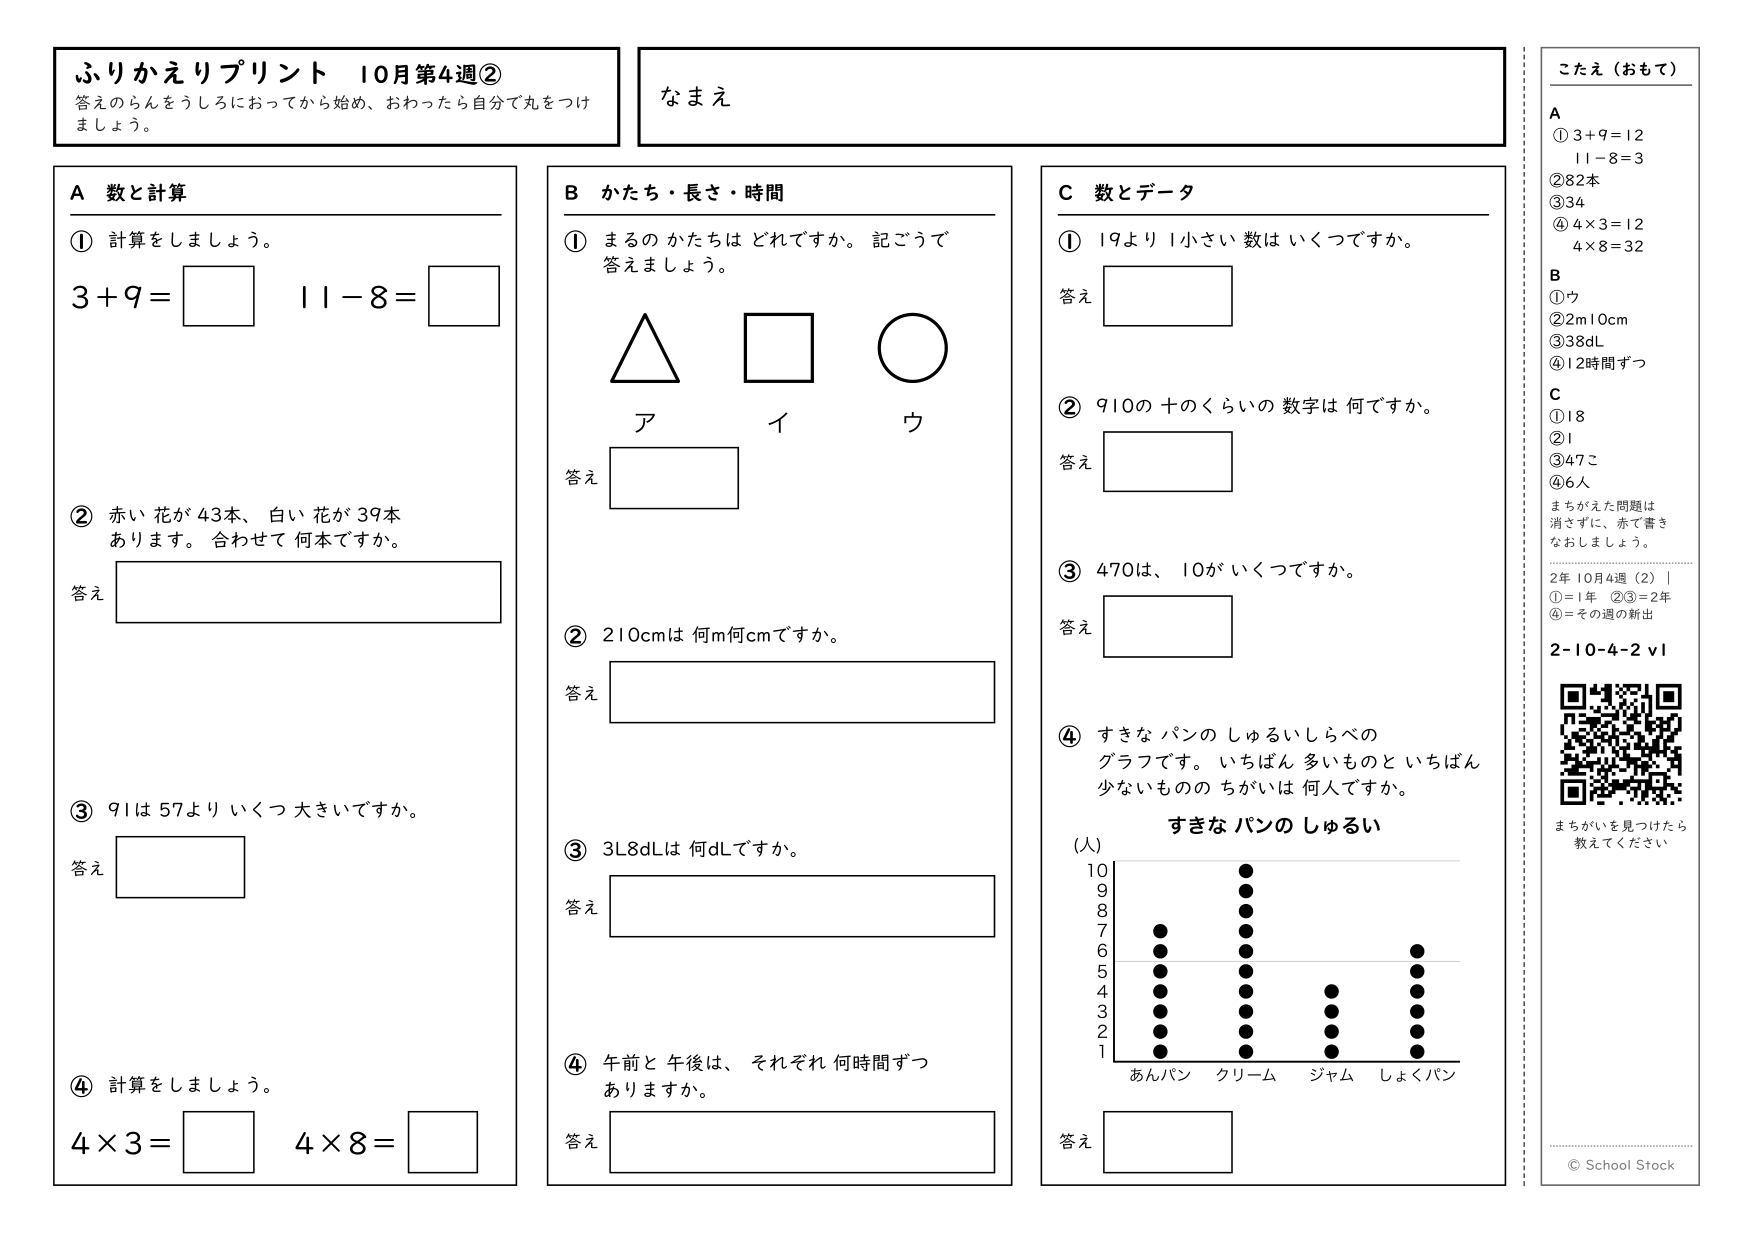 ふりかえりプリント　10月第4週②
答えのらんをうしろにおってから始め、おわったら自分で丸をつけ
ましょう。
なまえ
A　数と計算
① 計算をしましょう。
3＋9＝　11－8＝
② 赤い 花が 43本、 白い 花が 39本
あります。 合わせて 何本ですか。
答え
③ 91は 57より いくつ 大きいですか。
答え
④ 計算をしましょう。
4×3＝　4×8＝
B　かたち・長さ・時間
① まるの かたちは どれですか。 記ごうで
答えましょう。
ア　イ　ウ
答え
② 210cmは 何m何cmですか。
答え
③ 3L8dLは 何dLですか。
答え
④ 午前と 午後は、 それぞれ 何時間ずつ
ありますか。
答え
C　数とデータ
① 19より 1小さい 数は いくつですか。
答え
② 910の 十のくらいの 数字は 何ですか。
答え
③ 470は、 10が いくつですか。
答え
④ すきな パンの しゅるいしらべの
グラフです。 いちばん 多いものと いちばん
少ないものの ちがいは 何人ですか。
すきな パンの しゅるい
(人)
10
9
8
7
6
5
4
3
2
1
あんパン　クリーム　ジャム　しょくパン
答え
こたえ（おもて）
A
① 3＋9＝12
11－8＝3
②82本
③34
④ 4×3＝12
4×8＝32
B
①ウ
②2m10cm
③38dL
④12時間ずつ
C
①18
②1
③47こ
④6人
まちがえた問題は
消さずに、赤で書き
なおしましょう。
2年 10月4週（2）｜
①＝1年　②③＝2年
④＝その週の新出
2-10-4-2 v1
まちがいを見つけたら
教えてください
© School Stock